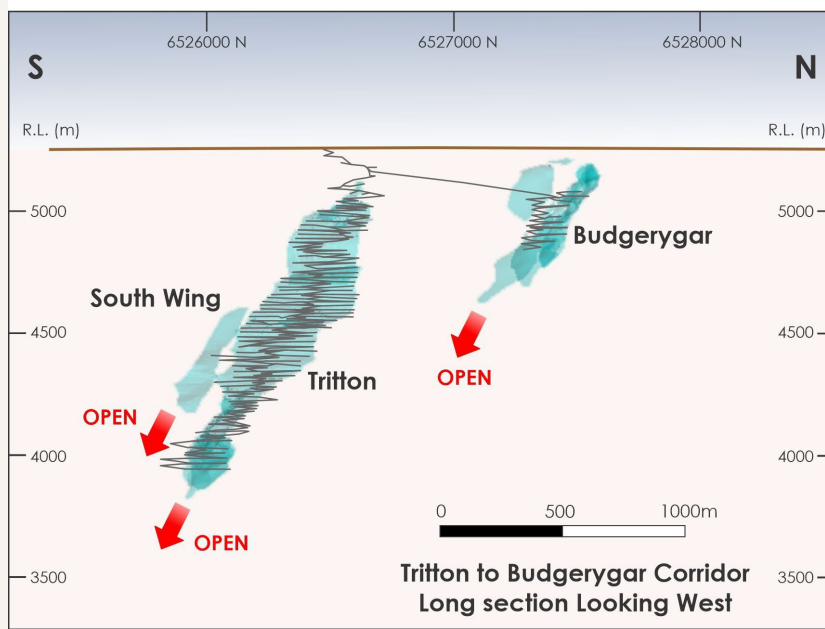 6526000 N
6527000 N
6528000 N
S
N
R.L. (m)
R.L. (m)
5000
5000
Budgerygar
South Wing
4500
4500
Tritton
OPEN
OPEN
4000
4000
0
500
1000m
OPEN
3500
3500
Tritton to Budgerygar Corridor
Long section Looking West